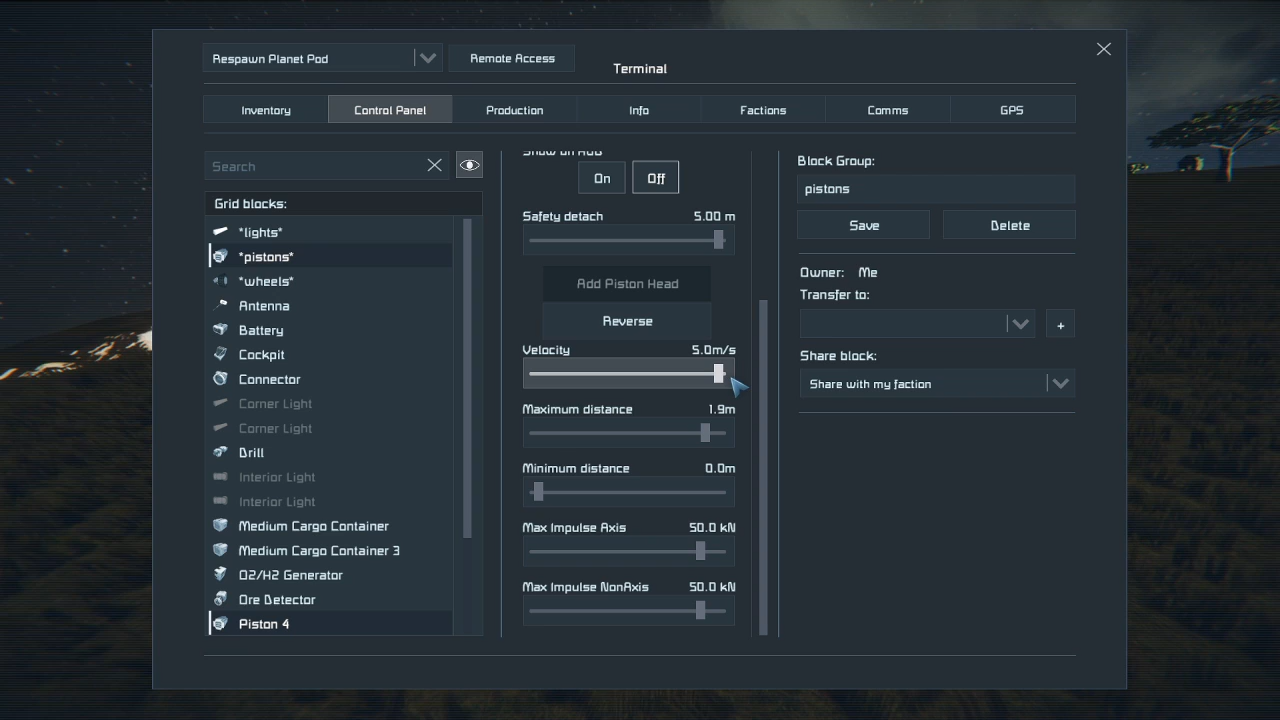 Respawn Planet Pod
Remote Access
Terminal
Inventory
Control Panel
Production
Info
Factions
Comms
GPS
Search
Grid blocks:
*lights*
*pistons*
*wheels*
Antenna
Battery
Cockpit
Connector
Corner Light
Corner Light
Drill
Interior Light
Interior Light
Medium Cargo Container
Medium Cargo Container 3
O2/H2 Generator
Ore Detector
Piston 4
Show on HUD
On
Off
Safety detach 5.00 m
Add Piston Head
Reverse
Velocity 5.0m/s
Maximum distance 1.9m
Minimum distance 0.0m
Max Impulse Axis 50.0 kN
Max Impulse NonAxis 50.0 kN
Block Group:
pistons
Save
Delete
Owner: Me
Transfer to:
+
Share block:
Share with my faction